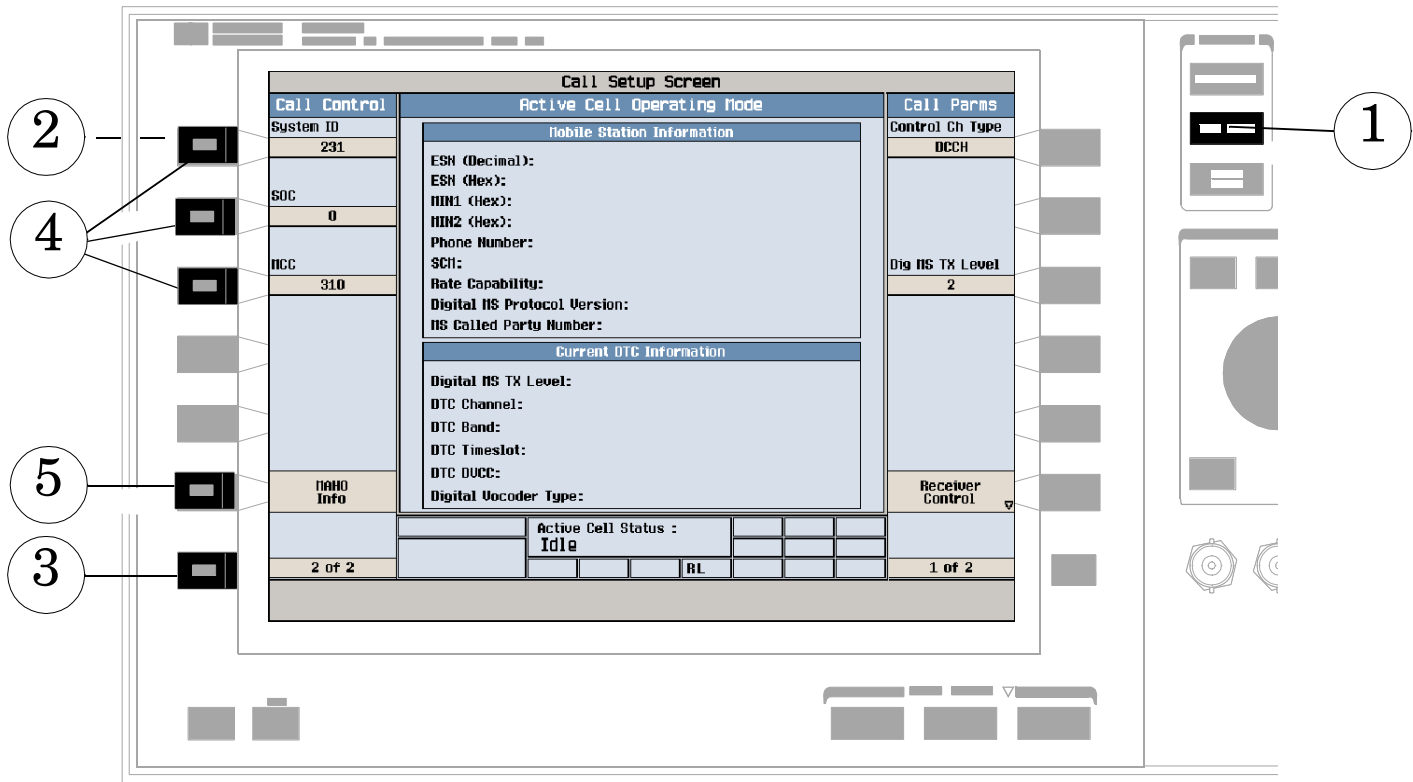 Call Setup Screen
Call Control
Active Cell Operating Mode
Call Parms
System ID
231
SOC
0
MCC
310
MAHO
Info
2 of 2
Mobile Station Information
ESN (Decimal):
ESN (Hex):
MIN1 (Hex):
MIN2 (Hex):
Phone Number:
SCM:
Rate Capability:
Digital MS Protocol Version:
MS Called Party Number:
Current DTC Information
Digital MS TX Level:
DTC Channel:
DTC Band:
DTC Timeslot:
DTC DVCC:
Digital Vocoder Type:
Active Cell Status :
Idle
RL
Control Ch Type
DCCH
Dig MS TX Level
2
Receiver
Control
1 of 2
1
2
4
5
3